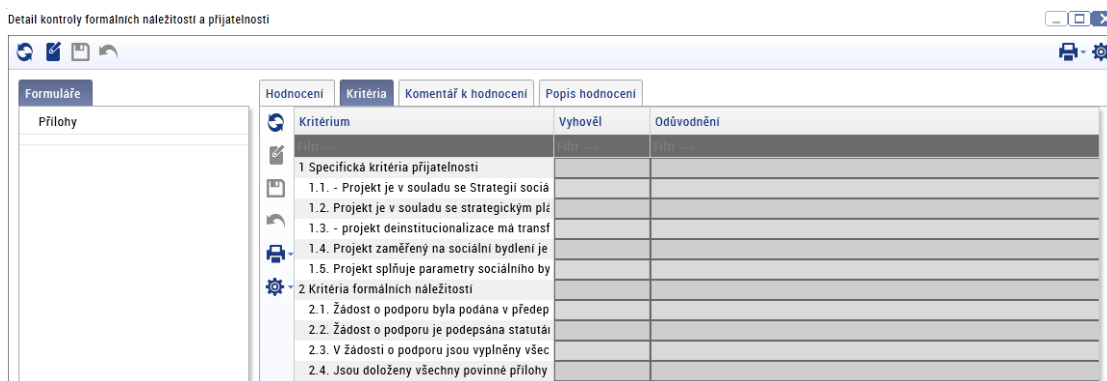 Detail kontroly formálních náležitostí a přijatelnosti
Formuláře
Přílohy
Hodnocení Kritéria Komentář k hodnocení Popis hodnocení
Kritérium Vyhověl Odůvodnění
Filtr --- Filtr --- Filtr ---
1 Specifická kritéria přijatelnosti
1.1. - Projekt je v souladu se Strategií sociá
1.2. Projekt je v souladu se strategickým plá
1.3. - projekt deinstitucionalizace má transf
1.4. Projekt zaměřený na sociální bydlení je
1.5. Projekt splňuje parametry sociálního by
2 Kritéria formálních náležitostí
2.1. Žádost o podporu byla podána v předep
2.2. Žádost o podporu je podepsána statutá
2.3. V žádosti o podporu jsou vyplněny všec
2.4. Jsou doloženy všechny povinné přílohy